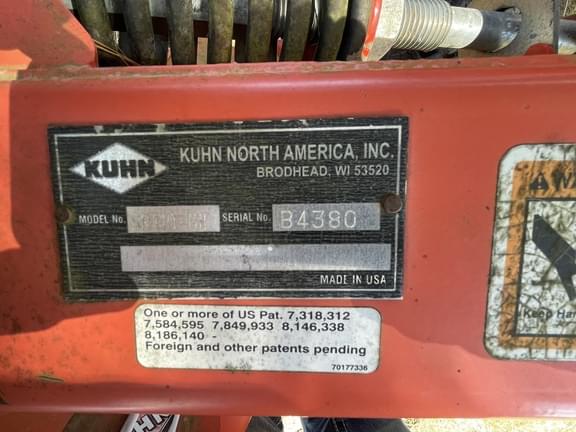 KUHN
KUHN NORTH AMERICA, INC.
BRODHEAD, WI 53520
MODEL No.
SERIAL No. B4380
MADE IN USA
One or more of US Pat. 7,318,312
7,584,595 7,849,933 8,146,338
8,186,140 -
Foreign and other patents pending
70177336
Keep